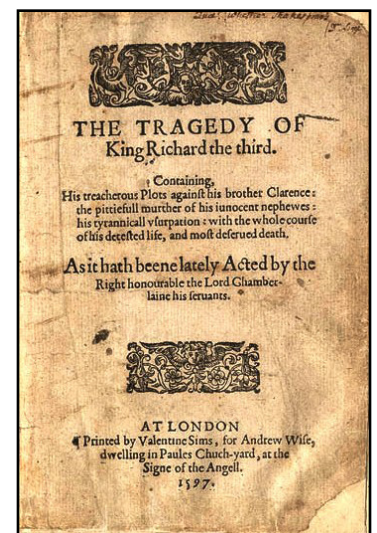 THE TRAGEDY OF
King Richard the third.
Containing,
His treacherous Plots against his brother Clarence:
the pittiefull murther of his iunocent nephewes:
his tyrannicall vsurpation: with the whole course
of his detested life, and most deserued death.
As it hath beene lately Acted by the
Right honourable the Lord Chamber-
laine his seruants.
AT LONDON
Printed by Valentine Sims, for Andrew Wise,
dwelling in Paules Chuch-yard, at the
Signe of the Angell.
1597.